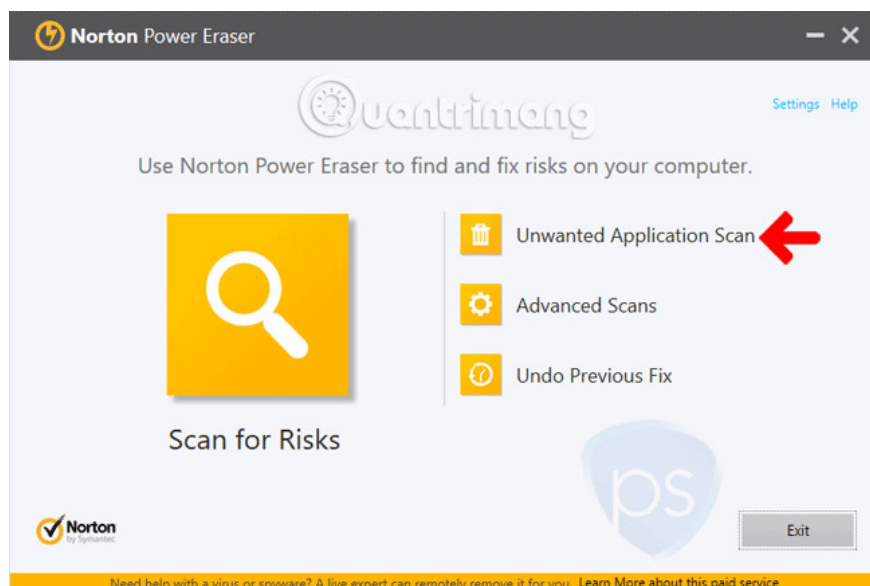 Norton Power Eraser
Quantrimang
Settings Help
Use Norton Power Eraser to find and fix risks on your computer.
Unwanted Application Scan
Advanced Scans
Undo Previous Fix
Scan for Risks
ps
Norton
by Symantec
Exit
Need help with a virus or spyware? A live expert can remotely remove it for you. Learn More about this paid service